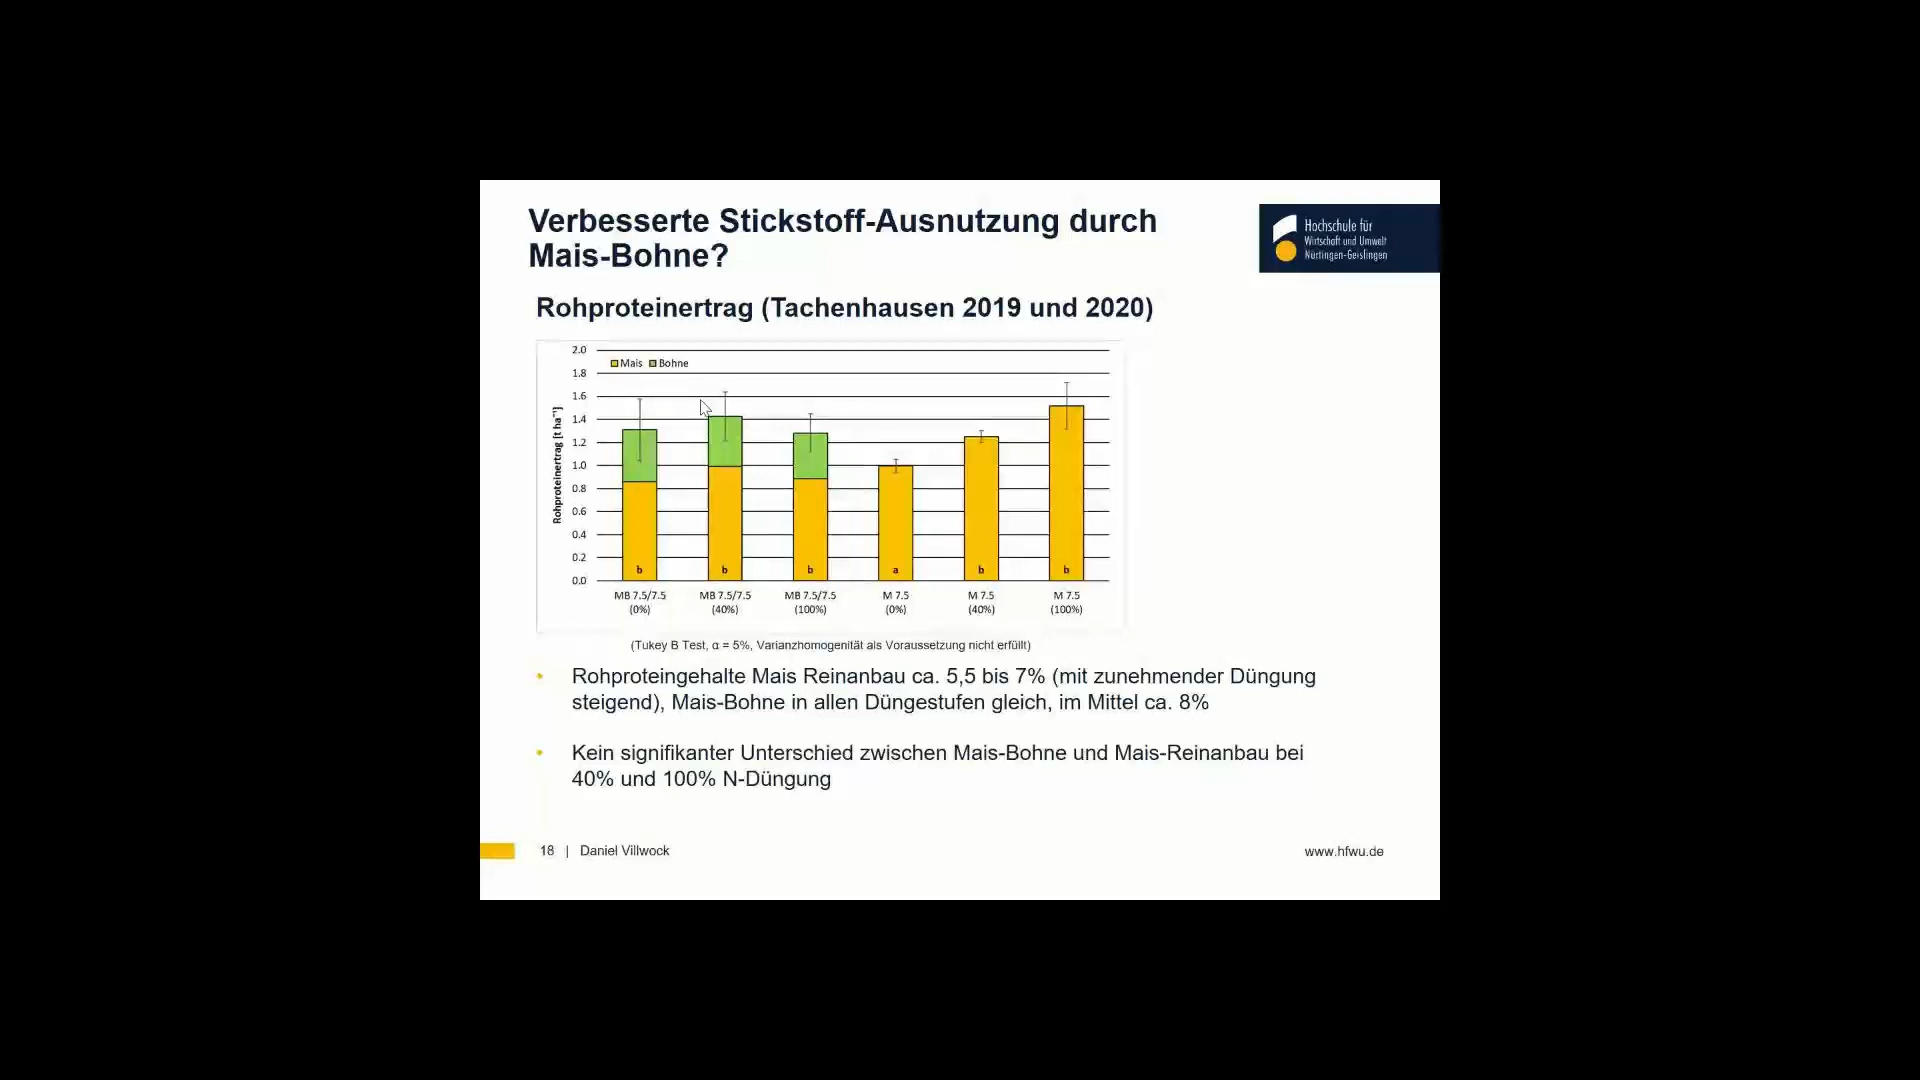 Verbesserte Stickstoff-Ausnutzung durch
Mais-Bohne?
Hochschule für
Wirtschaft und Umwelt
Nürtingen-Geislingen
Rohproteinertrag (Tachenhausen 2019 und 2020)
Rohproteinertrag [t ha⁻¹]
2.0
1.8
1.6
1.4
1.2
1.0
0.8
0.6
0.4
0.2
0.0
Mais Bohne
b b b a b b
MB 7.5/7.5 MB 7.5/7.5 MB 7.5/7.5 M 7.5 M 7.5 M 7.5
(0%) (40%) (100%) (0%) (40%) (100%)
(Tukey B Test, α = 5%, Varianzhomogenität als Voraussetzung nicht erfüllt)
• Rohproteingehalte Mais Reinanbau ca. 5,5 bis 7% (mit zunehmender Düngung
steigend), Mais-Bohne in allen Düngestufen gleich, im Mittel ca. 8%
• Kein signifikanter Unterschied zwischen Mais-Bohne und Mais-Reinanbau bei
40% und 100% N-Düngung
18 | Daniel Villwock
www.hfwu.de